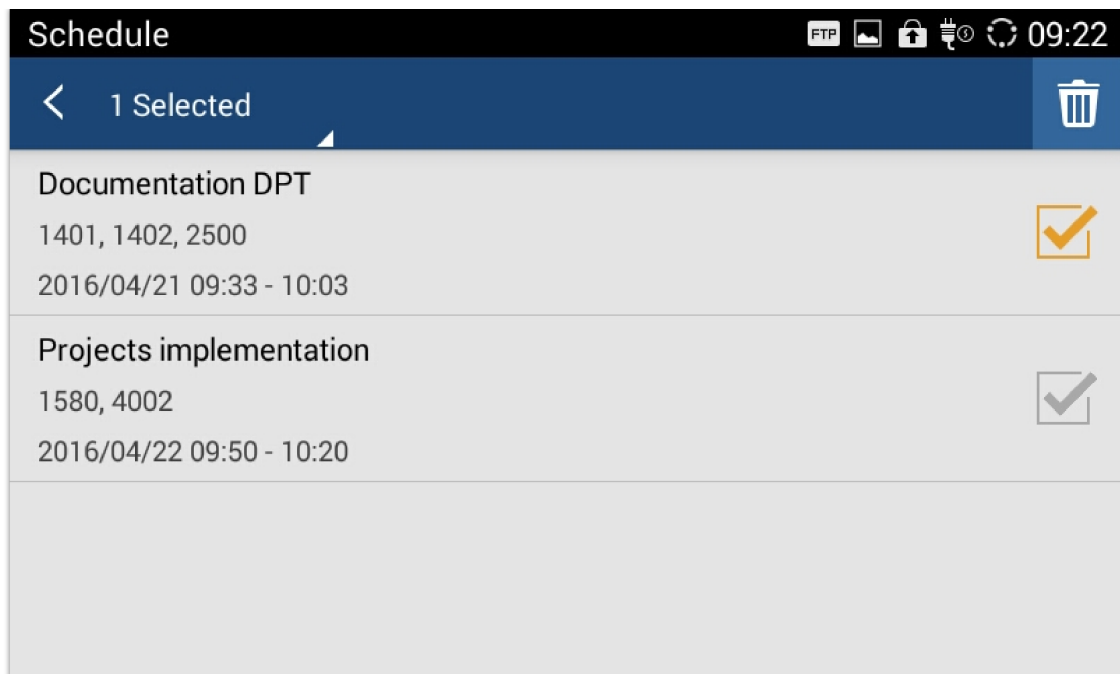 Schedule
FTP 09:22
1 Selected
Documentation DPT
1401, 1402, 2500
2016/04/21 09:33 - 10:03
Projects implementation
1580, 4002
2016/04/22 09:50 - 10:20